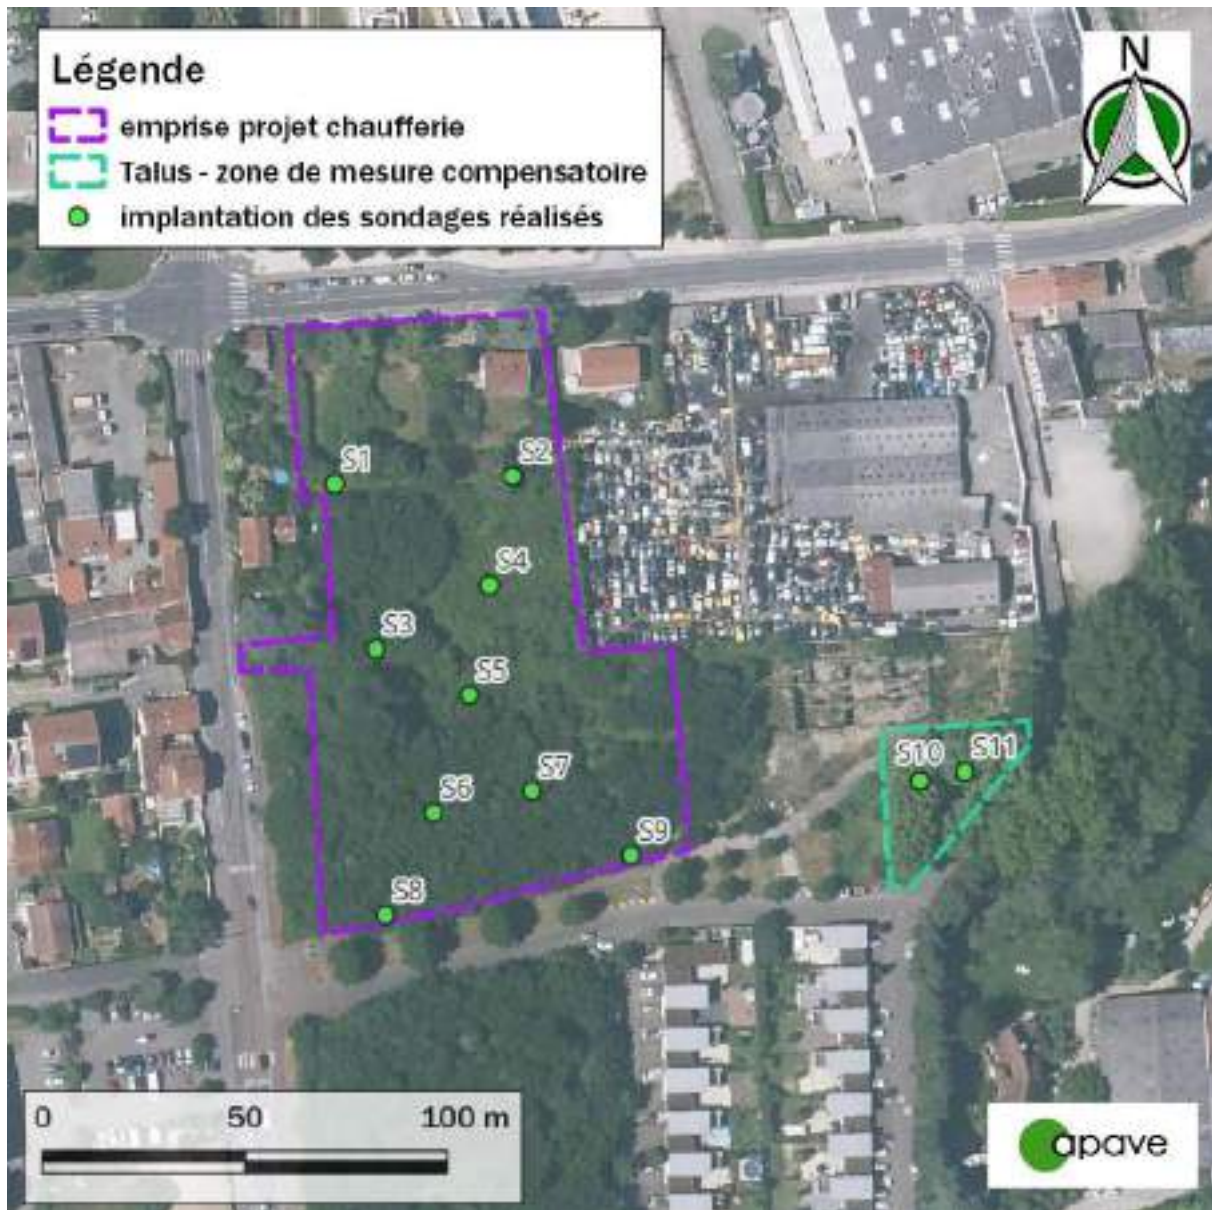 Légende
emprise projet chaufferie
Talus - zone de mesure compensatoire
implantation des sondages réalisés
N
S1
S2
S4
S3
S5
S7
S6
S10
S11
S9
S8
0 50 100 m
apave